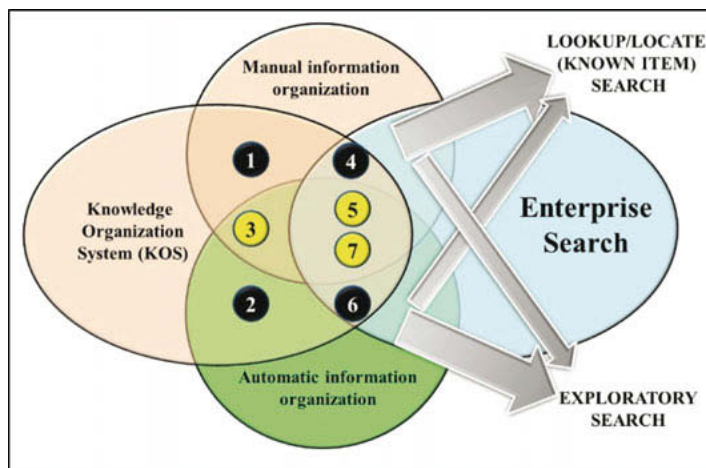 LOOKUP/LOCATE
(KNOWN ITEM)
SEARCH
Manual information
organization
1
4
Knowledge
Organization
System (KOS)
3
5
7
Enterprise
Search
2
6
Automatic information
organization
EXPLORATORY
SEARCH